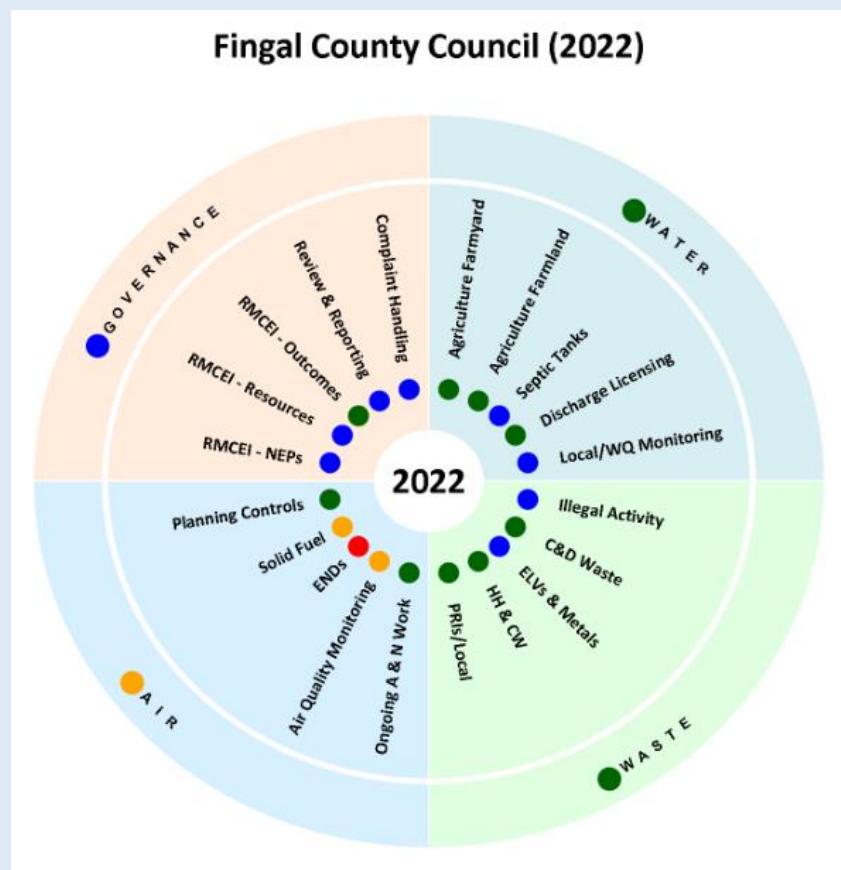 Fingal County Council (2022)
GOVERNANCE
WATER
Complaint Handling
Review & Reporting
RMCEI - Outcomes
RMCEI - Resources
RMCEI - NEPs
Agriculture Farmyard
Agriculture Farmland
Septic Tanks
Discharge Licensing
Local/WQ Monitoring
2022
Planning Controls
Solid Fuel
ENDs
Air Quality Monitoring
Ongoing A & N Work
Illegal Activity
C&D Waste
ELVs & Metals
HH & CW
PRIs/Local
AIR
WASTE